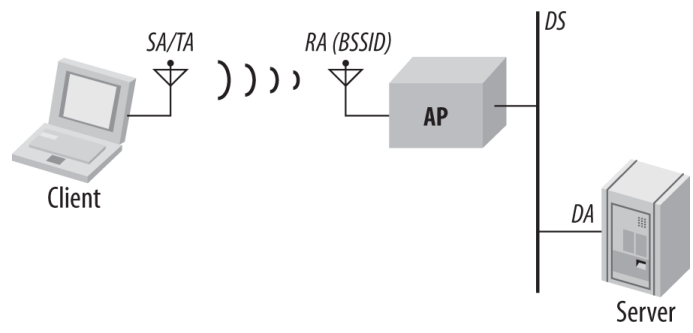 SA/TA
RA (BSSID)
DS
AP
Client
DA
Server